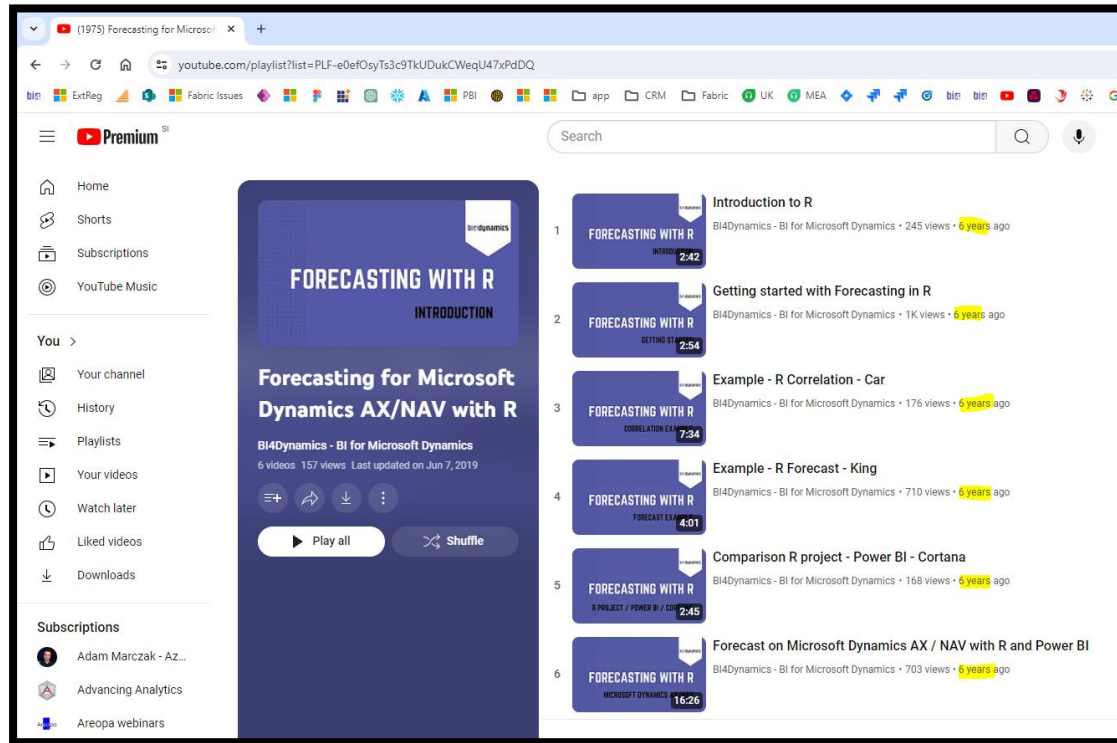 (1975) Forecasting for Microsoft
youtube.com/playlist?list=PLF-e0efOsyTs3c9TkUDukCWeqU47xPdDQ
ExtReg Fabric Issues PBI app CRM Fabric UK MEA
Premium SI
Search
Home
Shorts
Subscriptions
YouTube Music
You >
Your channel
History
Playlists
Your videos
Watch later
Liked videos
Downloads
Subscriptions
Adam Marczak - Az...
Advancing Analytics
Areopa webinars
bi4dynamics
FORECASTING WITH R
INTRODUCTION
Forecasting for Microsoft
Dynamics AX/NAV with R
BI4Dynamics - BI for Microsoft Dynamics
6 videos 157 views Last updated on Jun 7, 2019
Play all Shuffle
1
FORECASTING WITH R
2:42
Introduction to R
BI4Dynamics - BI for Microsoft Dynamic • 245 views • 6 years ago
2
FORECASTING WITH R
2:54
Getting started with Forecasting in R
BI4Dynamics - BI for Microsoft Dynamic • 1K views • 6 years ago
3
FORECASTING WITH R
7:34
Example - R Correlation - Car
BI4Dynamics - BI for Microsoft Dynamic • 176 views • 6 years ago
4
FORECASTING WITH R
4:01
Example - R Forecast - King
BI4Dynamics - BI for Microsoft Dynamic • 710 views • 6 years ago
5
FORECASTING WITH R
2:45
Comparison R project - Power BI - Cortana
BI4Dynamics - BI for Microsoft Dynamic • 168 views • 6 years ago
6
FORECASTING WITH R
16:26
Forecast on Microsoft Dynamics AX / NAV with R and Power BI
BI4Dynamics - BI for Microsoft Dynamic • 703 views • 6 years ago